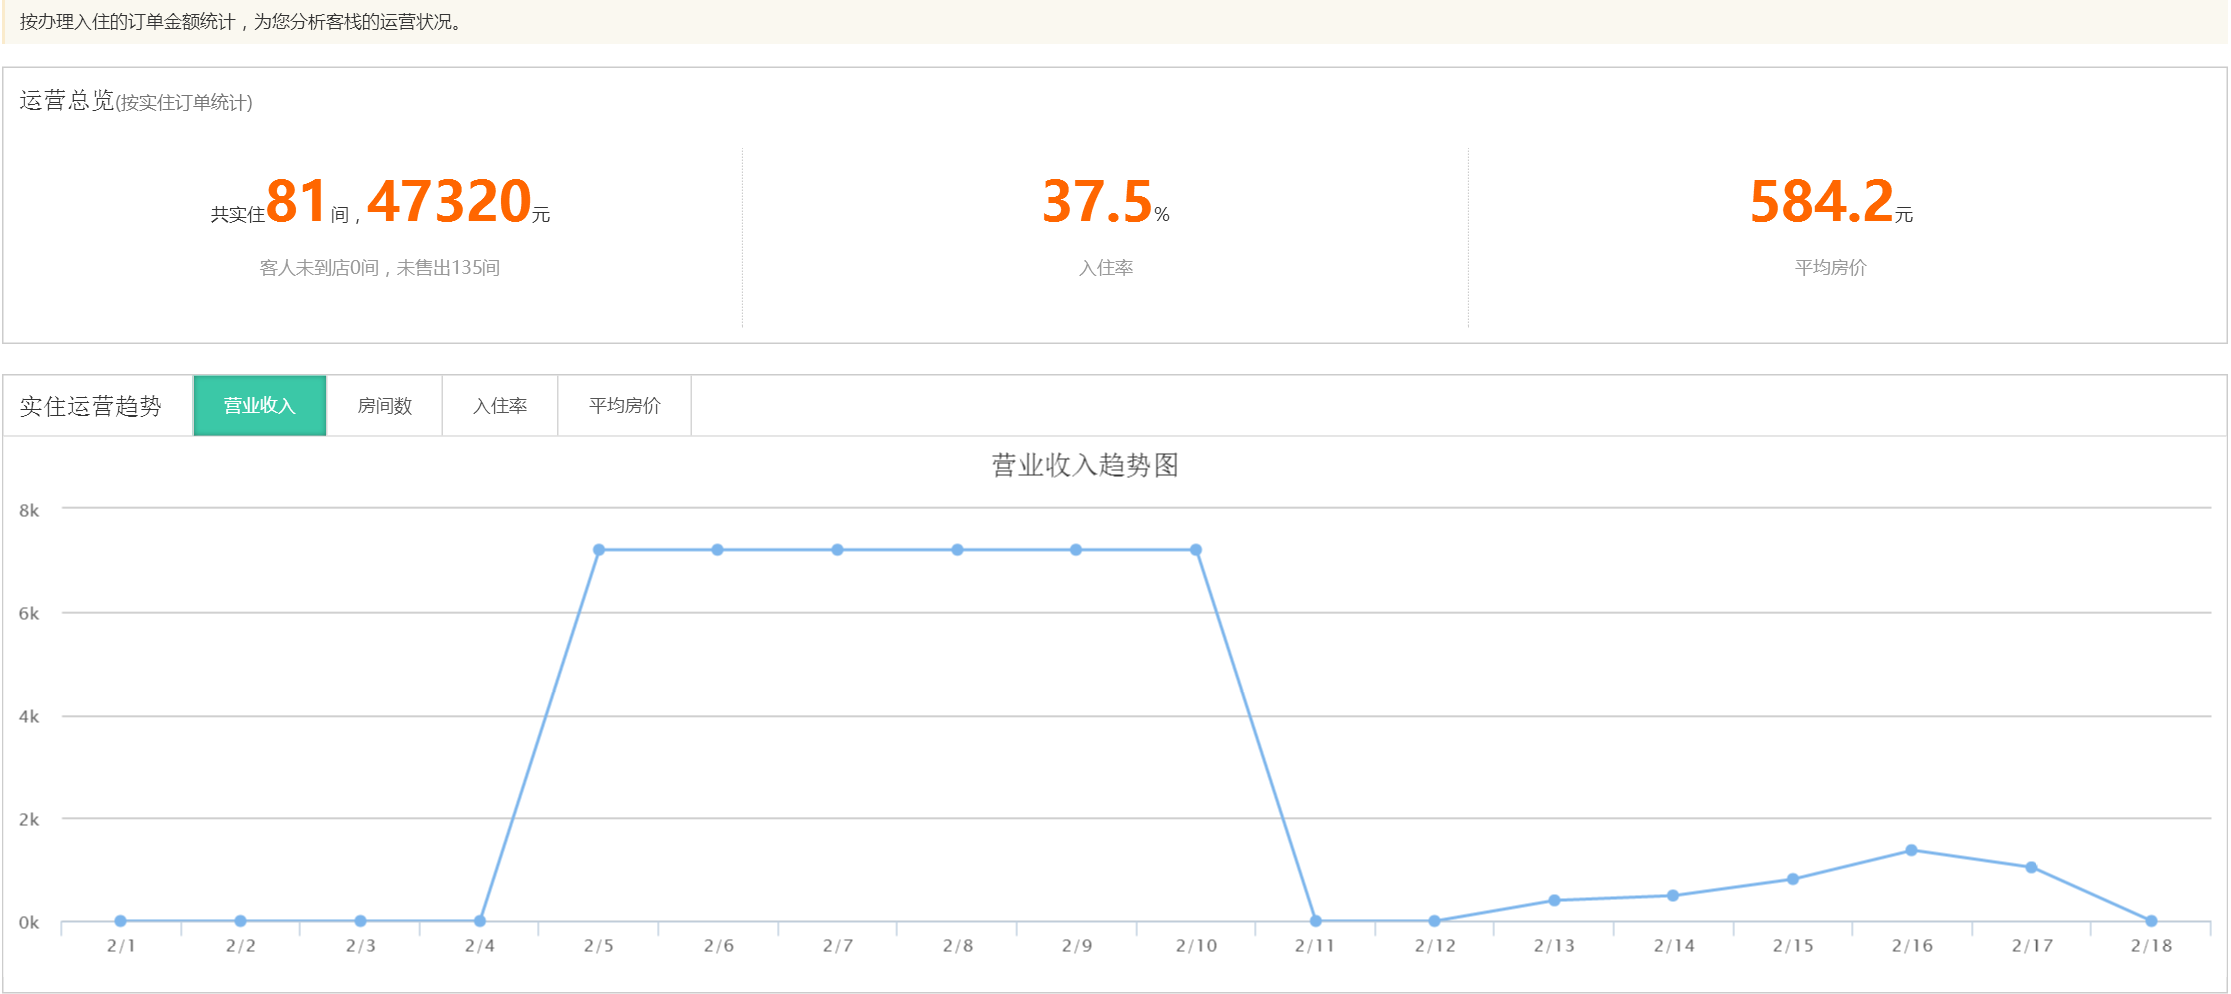 按办理入住的订单金额统计，为您分析客栈的运营状况。
运营总览(按实住订单统计)
共实住81间，47320元
客人未到店0间，未售出135间
37.5%
入住率
584.2元
平均房价
实住运营趋势 营业收入 房间数 入住率 平均房价
营业收入趋势图
8k
6k
4k
2k
0k
2/1 2/2 2/3 2/4 2/5 2/6 2/7 2/8 2/9 2/10 2/11 2/12 2/13 2/14 2/15 2/16 2/17 2/18